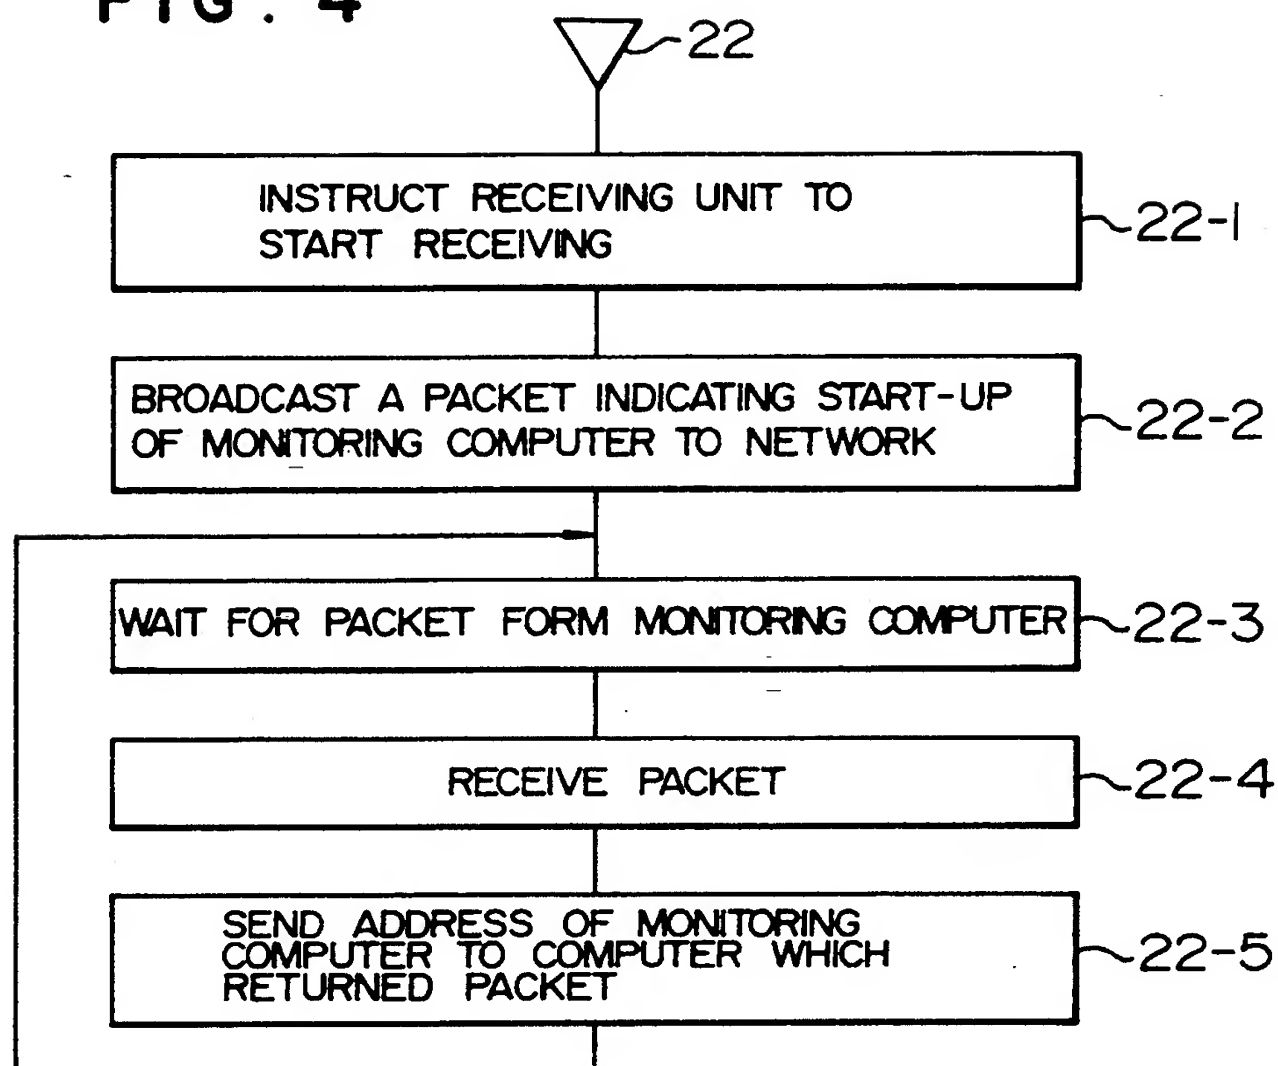 FIG. 4
22
INSTRUCT RECEIVING UNIT TO
START RECEIVING
22-1
BROADCAST A PACKET INDICATING START-UP
OF MONITORING COMPUTER TO NETWORK
22-2
WAIT FOR PACKET FORM MONITORING COMPUTER
22-3
RECEIVE PACKET
22-4
SEND ADDRESS OF MONITORING
COMPUTER TO COMPUTER WHICH
RETURNED PACKET
22-5